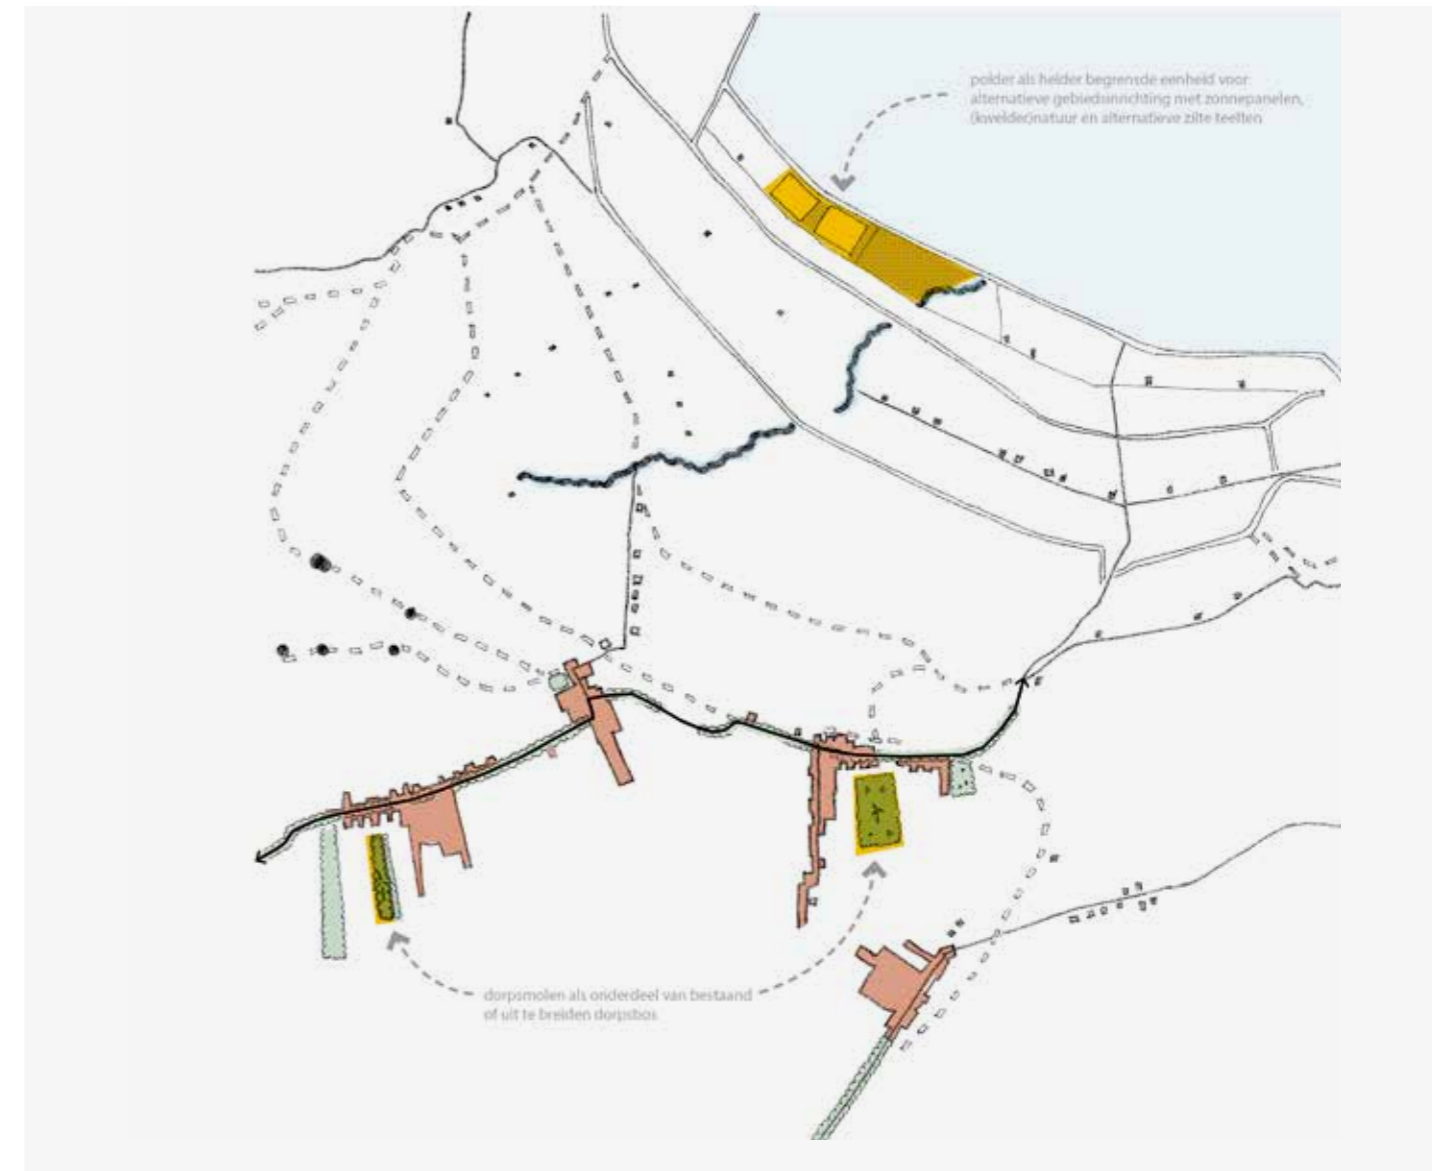 polder als helder begrensde eenheid voor
alternatieve gebiedsinrichting met zonnepanelen,
(kwelder)natuur en alternatieve zilte teelten
dorpsmolen als onderdeel van bestaand
of uit te breiden dorpsbos